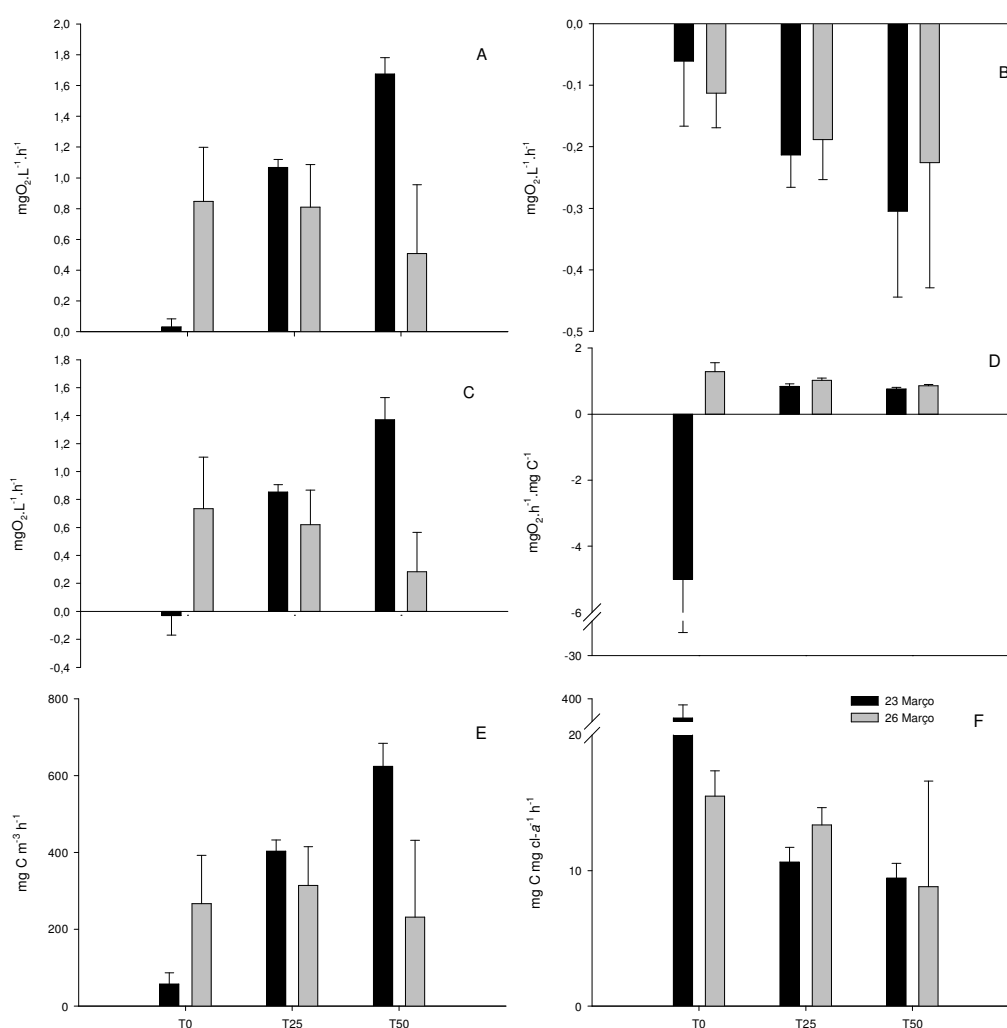 A
2,0
1,8
1,6
1,4
1,2
1,0
0,8
0,6
0,4
0,2
0,0
mgO₂.L⁻¹.h⁻¹
B
0,0
-0,1
-0,2
-0,3
-0,4
-0,5
mgO₂.L⁻¹.h⁻¹
C
1,8
1,6
1,4
1,2
1,0
0,8
0,6
0,4
0,2
0,0
-0,2
-0,4
mgO₂.L⁻¹.h⁻¹
D
2
0
-2
-4
-6
-30
mgO₂.h⁻¹.mg C⁻¹
E
800
600
400
200
0
mg C m⁻³ h⁻¹
T0 T25 T50
F
23 Março
26 Março
400
20
10
0
mg C mg cl-a⁻¹ h⁻¹
T0 T25 T50